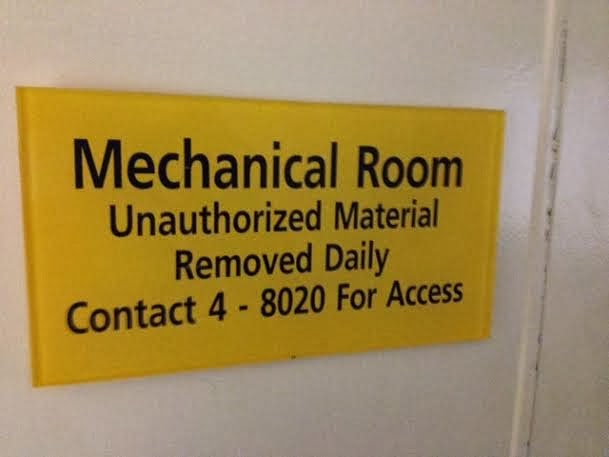 Mechanical Room
Unauthorized Material
Removed Daily
Contact 4 - 8020 For Access